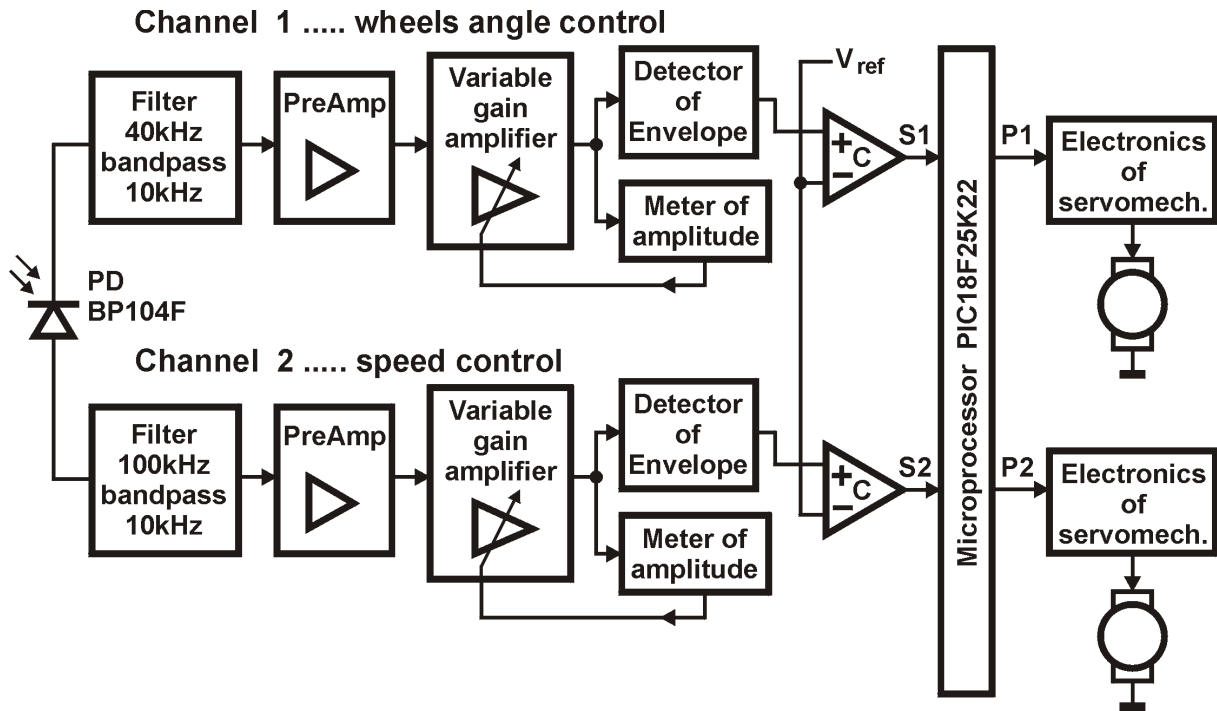 Channel 1 ..... wheels angle control
Filter
40kHz
bandpass
10kHz
PreAmp
Variable
gain
amplifier
Detector
of
Envelope
Meter of
amplitude
Vref
+
C
−
S1
Microprocessor PIC18F25K22
P1
Electronics
of
servomech.
PD
BP104F
Channel 2 ..... speed control
Filter
100kHz
bandpass
10kHz
PreAmp
Variable
gain
amplifier
Detector
of
Envelope
Meter of
amplitude
+
C
−
S2
P2
Electronics
of
servomech.